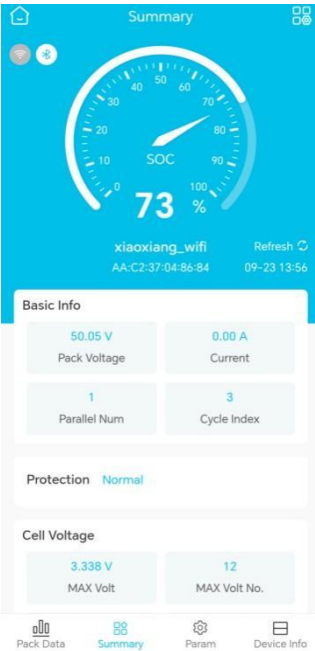 Summary
0
10
20
30
40
50
60
70
80
90
100
SOC
73 %
xiaoxiang_wifi
Refresh
AA:C2:37:04:86:84
09-23 13:56
Basic Info
50.05 V
0.00 A
Pack Voltage
Current
1
3
Parallel Num
Cycle Index
Protection Normal
Cell Voltage
3.338 V
12
MAX Volt
MAX Volt No.
Pack Data
Summary
Param
Device Info